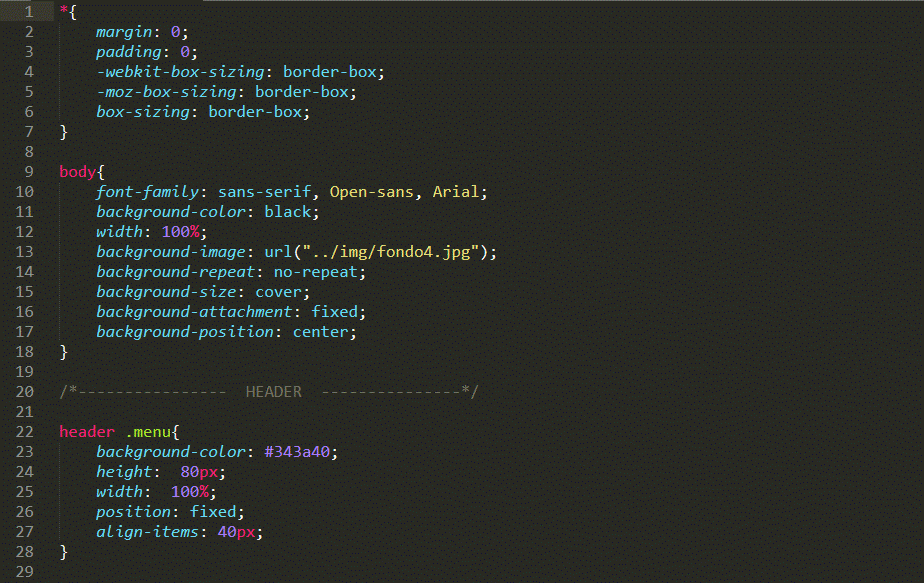 1 *{
2 margin: 0;
3 padding: 0;
4 -webkit-box-sizing: border-box;
5 -moz-box-sizing: border-box;
6 box-sizing: border-box;
7 }
8
9 body{
10 font-family: sans-serif, Open-sans, Arial;
11 background-color: black;
12 width: 100%;
13 background-image: url("../img/fondo4.jpg");
14 background-repeat: no-repeat;
15 background-size: cover;
16 background-attachment: fixed;
17 background-position: center;
18 }
19
20 /*---------------- HEADER ---------------*/
21
22 header .menu{
23 background-color: #343a40;
24 height:  80px;
25 width:  100%;
26 position: fixed;
27 align-items: 40px;
28 }
29